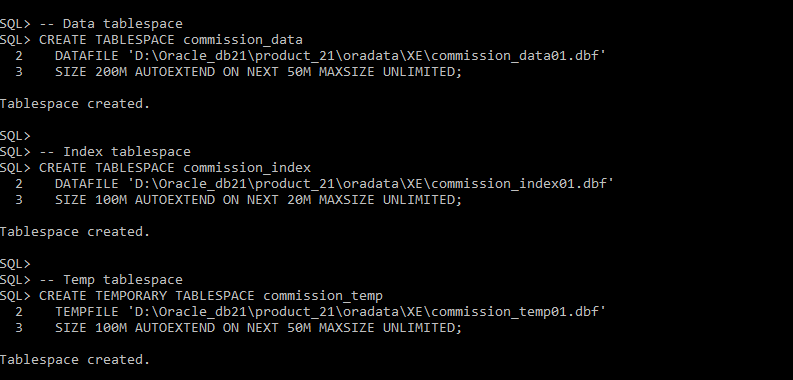 SQL> -- Data tablespace
SQL> CREATE TABLESPACE commission_data
  2    DATAFILE 'D:\Oracle_db21\product_21\oradata\XE\commission_data01.dbf'
  3    SIZE 200M AUTOEXTEND ON NEXT 50M MAXSIZE UNLIMITED;
Tablespace created.
SQL>
SQL> -- Index tablespace
SQL> CREATE TABLESPACE commission_index
  2    DATAFILE 'D:\Oracle_db21\product_21\oradata\XE\commission_index01.dbf'
  3    SIZE 100M AUTOEXTEND ON NEXT 20M MAXSIZE UNLIMITED;
Tablespace created.
SQL>
SQL> -- Temp tablespace
SQL> CREATE TEMPORARY TABLESPACE commission_temp
  2    TEMPFILE 'D:\Oracle_db21\product_21\oradata\XE\commission_temp01.dbf'
  3    SIZE 100M AUTOEXTEND ON NEXT 50M MAXSIZE UNLIMITED;
Tablespace created.